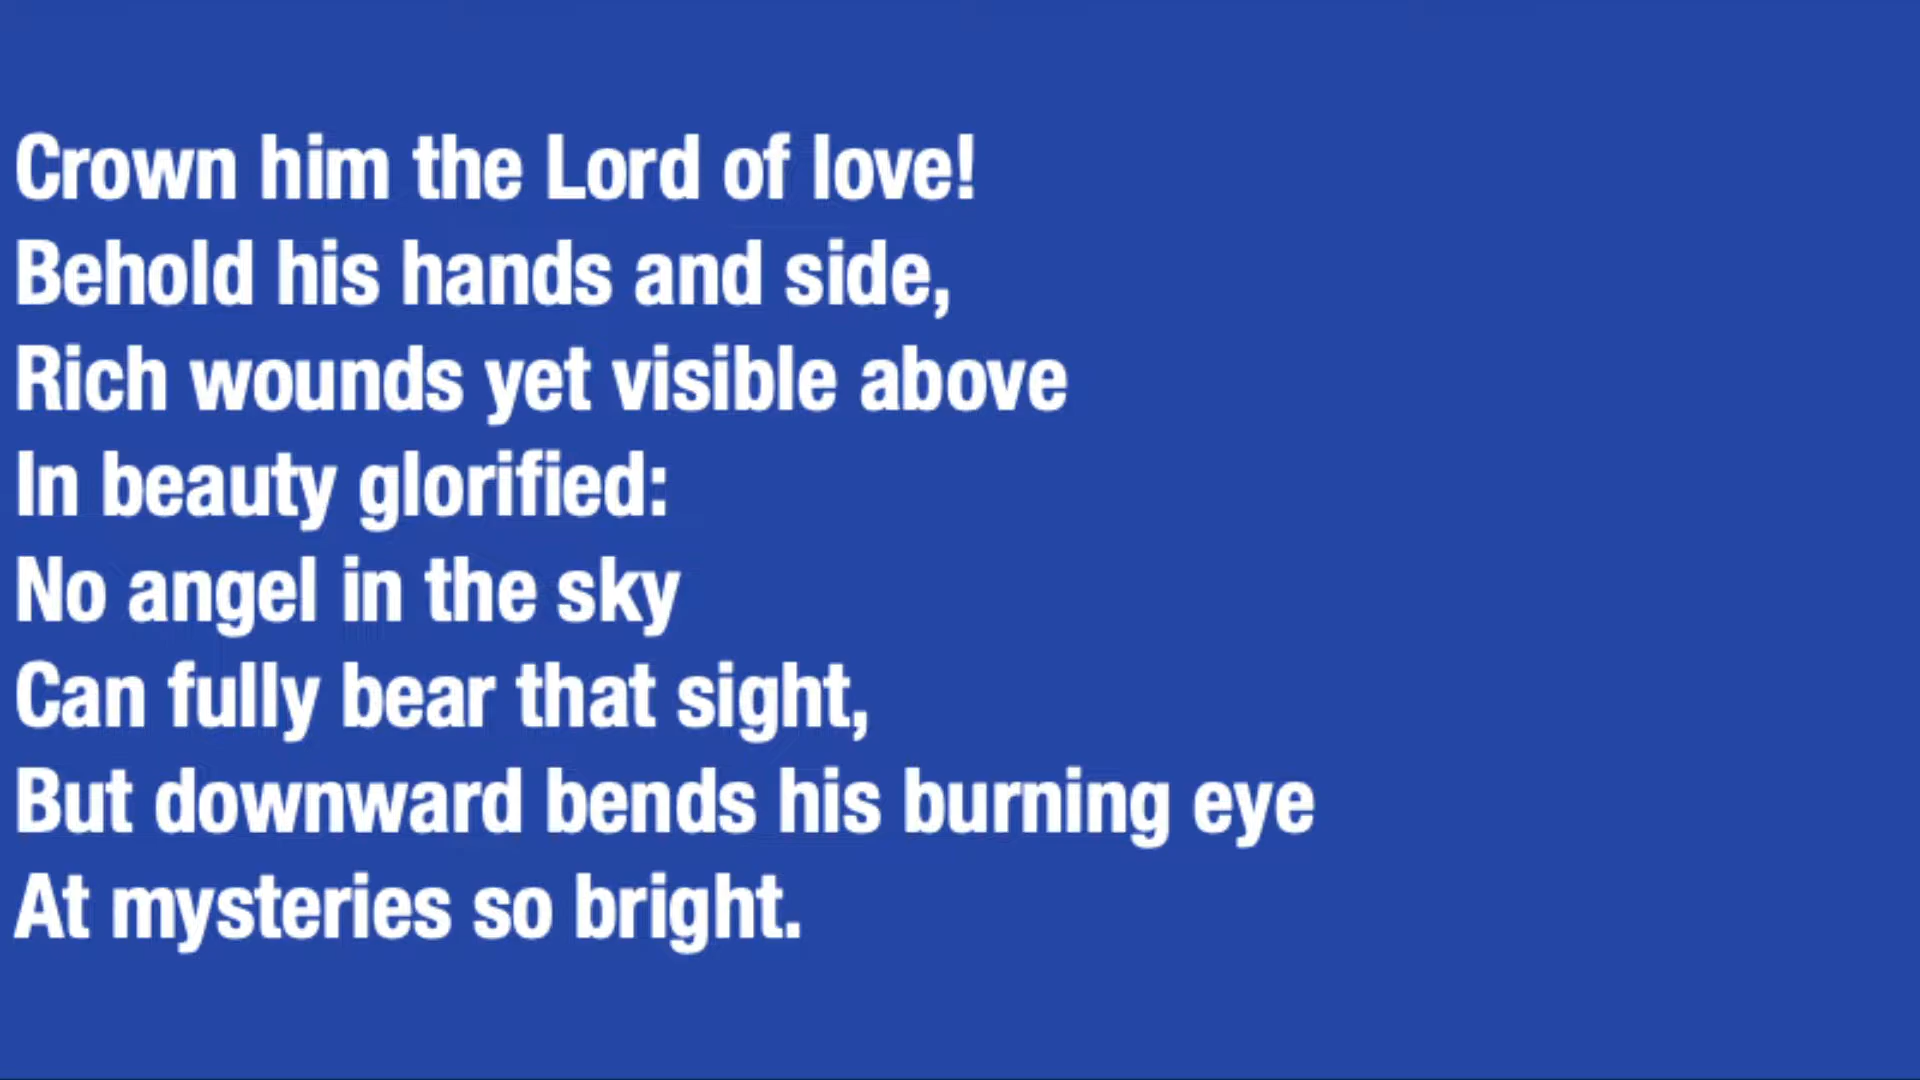 Crown him the Lord of love!
Behold his hands and side,
Rich wounds yet visible above
In beauty glorified:
No angel in the sky
Can fully bear that sight,
But downward bends his burning eye
At mysteries so bright.